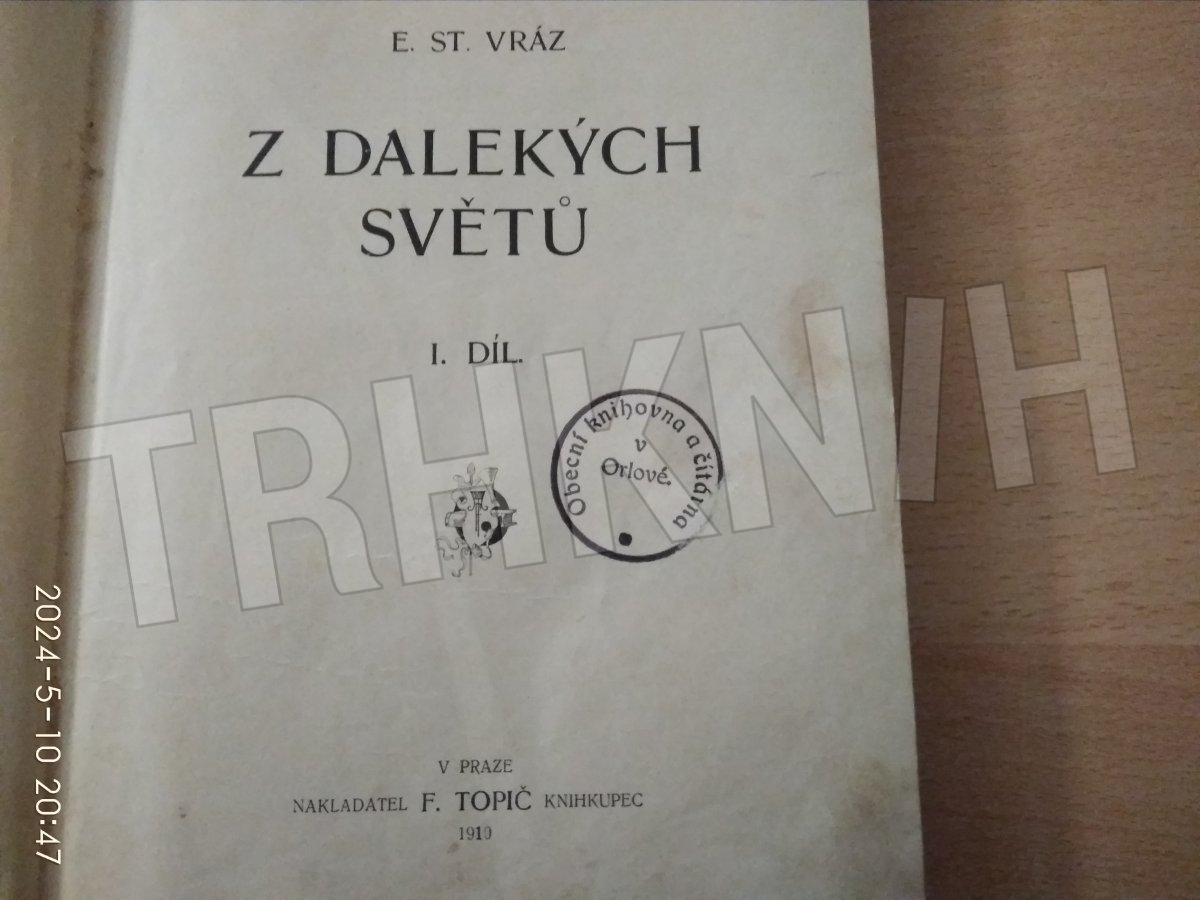 E. ST. VRÁZ
Z DALEKÝCH
SVĚTŮ
I. DÍL.
Obecní knihovna a čítárna
v
Orlové.
V PRAZE
NAKLADATEL F. TOPIČ KNIHKUPEC
1910
TRHKNIH
2024-5-10 20:47